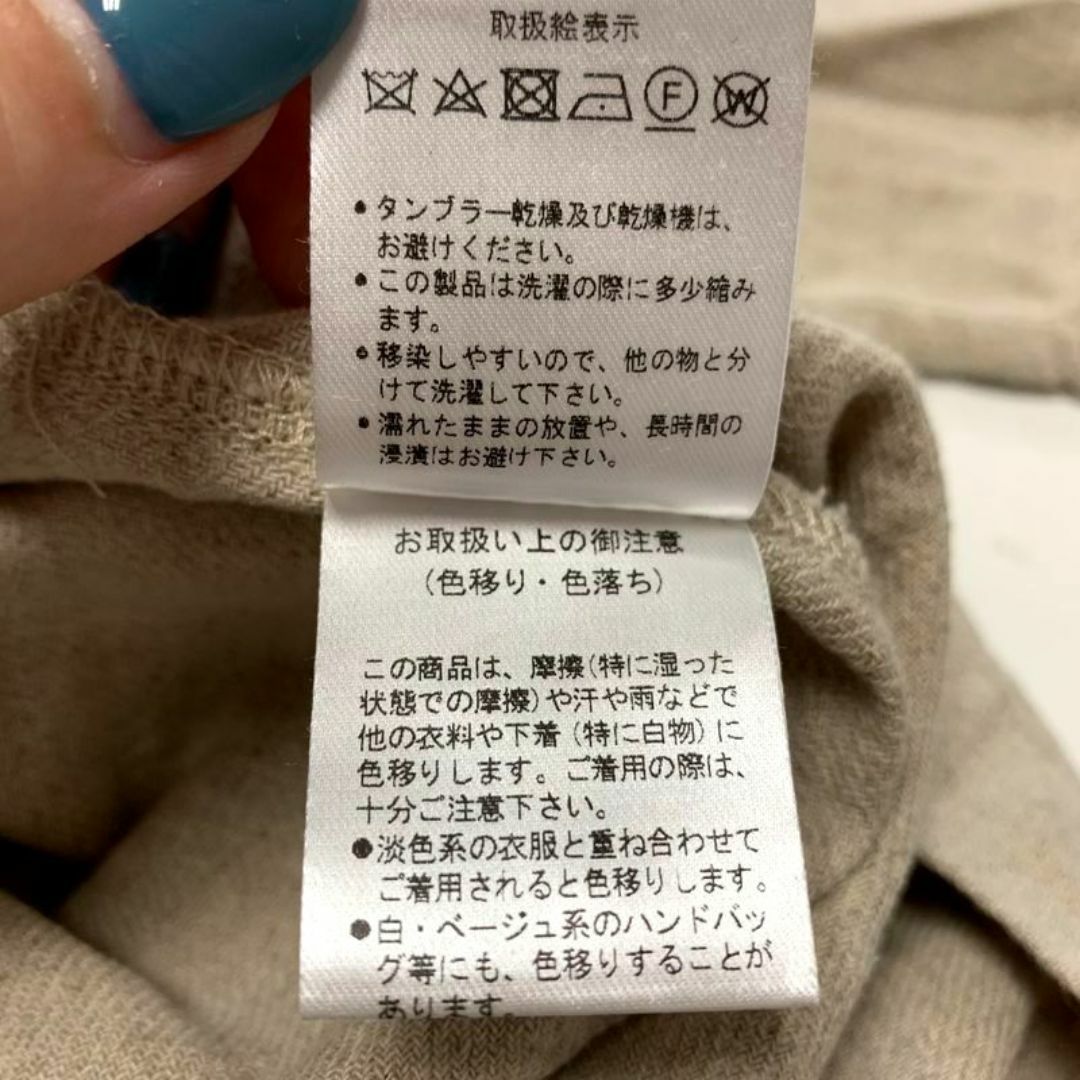 取扱絵表示
F W
●タンブラー乾燥及び乾燥機は、
お避けください。
●この製品は洗濯の際に多少縮み
ます。
●移染しやすいので、他の物と分
けて洗濯して下さい。
●濡れたままの放置や、長時間の
浸漬はお避け下さい。
お取扱い上の御注意
(色移り・色落ち)
この商品は、摩擦(特に湿った
状態での摩擦)や汗や雨などで
他の衣料や下着(特に白物)に
色移りします。ご着用の際は、
十分ご注意下さい。
●淡色系の衣服と重ね合わせて
ご着用されると色移りします。
●白・ベージュ系のハンドバッ
グ等にも、色移りすることが
あります。